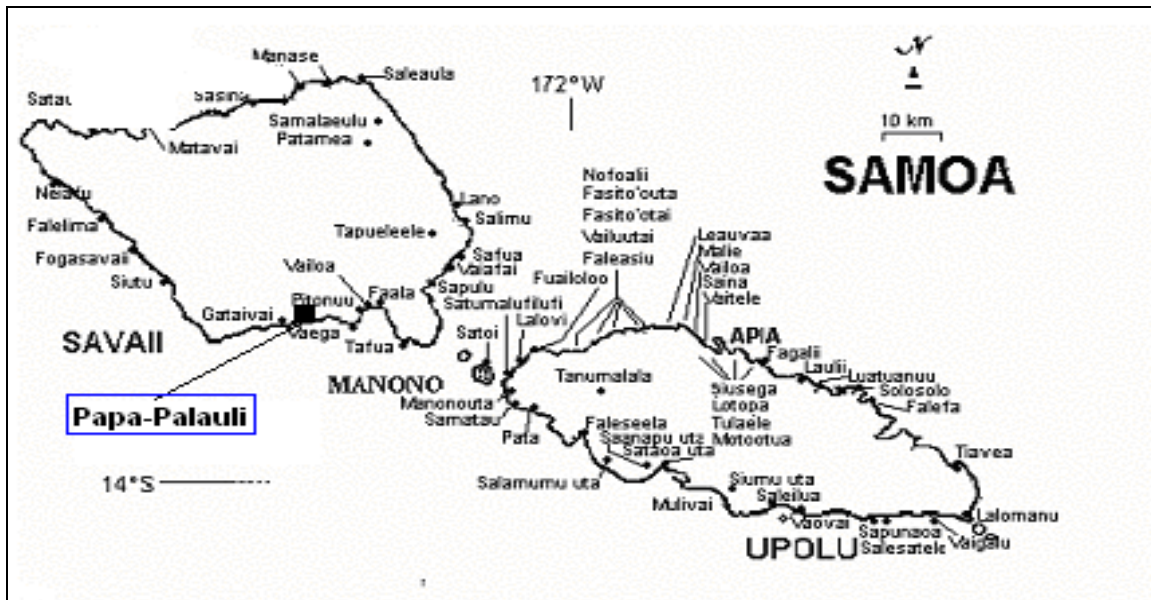 Manase
Saleaula
Satau
Sasina
172°W
N
10 km
SAMOA
Samalaeulu
Patamea
Matavai
Neiafu
Falelima
Fogasavaii
Siutu
Lano
Salimu
Tapueleele
Safua
Vaiafai
Sapulu
Vailoa
Pitonuu
Faala
Gataivai
Vaega
Tafua
SAVAII
Papa-Palauli
14°S
Nofoalii
Fasito'outa
Fasito'otai
Vailuutai
Faleasiu
Fuailoloo
Leauvaa
Malie
Vailoa
Saina
Vaitele
Satumalufilufi
Lalovi
Satoi
MANONO
APIA
Fagalii
Laulii
Luatuanuu
Solosolo
Falefa
Tanumalala
Siusega
Lotopa
Tulaele
Motootua
Manonouta
Samatau
Pata
Faleseela
Saanapu uta
Sataoa uta
Salamumu uta
Mulivai
Siumu uta
Saleilua
Vaovai
Tiavea
Lalomanu
Sapunaoa
Salesatele
Vaigalu
UPOLU